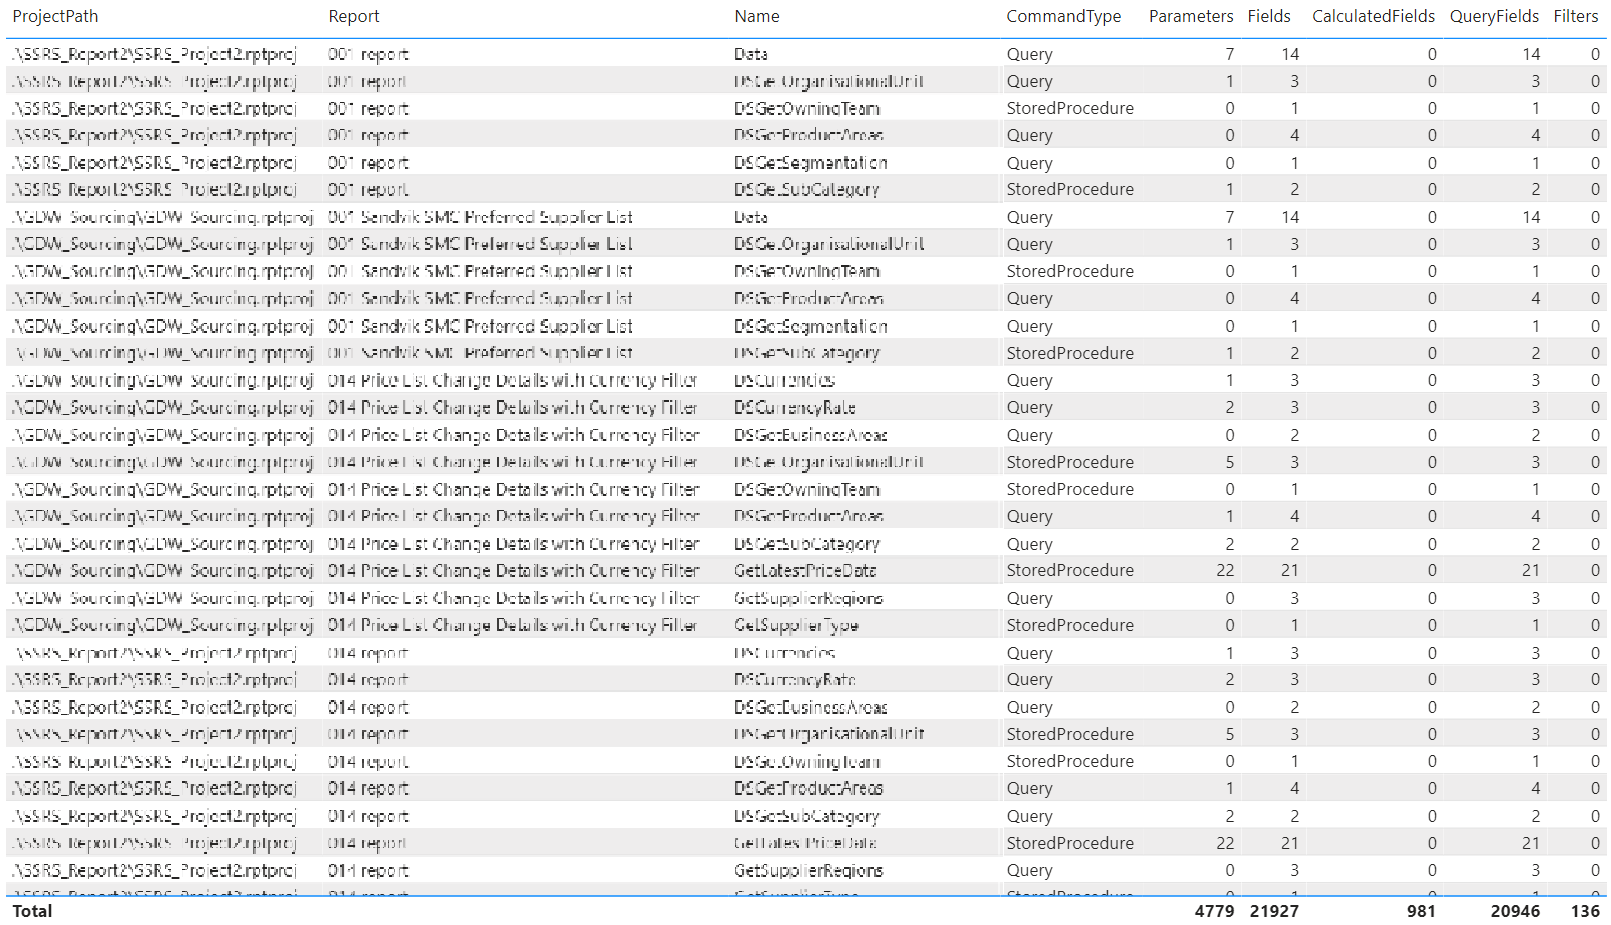 ProjectPath Report Name CommandType Parameters Fields CalculatedFields QueryFields Filters
.\SSRS_Report2\SSRS_Project2.rptproj 001 report Data Query 7 14 0 14 0
.\SSRS_Report2\SSRS_Project2.rptproj 001 report DSGetOrganisationalUnit Query 1 3 0 3 0
.\SSRS_Report2\SSRS_Project2.rptproj 001 report DSGetOwningTeam StoredProcedure 0 1 0 1 0
.\SSRS_Report2\SSRS_Project2.rptproj 001 report DSGetProductAreas Query 0 4 0 4 0
.\SSRS_Report2\SSRS_Project2.rptproj 001 report DSGetSegmentation Query 0 1 0 1 0
.\SSRS_Report2\SSRS_Project2.rptproj 001 report DSGetSubCategory StoredProcedure 1 2 0 2 0
.\GDW_Sourcing\GDW_Sourcing.rptproj 001 Sandvik SMC Preferred Supplier List Data Query 7 14 0 14 0
.\GDW_Sourcing\GDW_Sourcing.rptproj 001 Sandvik SMC Preferred Supplier List DSGetOrganisationalUnit Query 1 3 0 3 0
.\GDW_Sourcing\GDW_Sourcing.rptproj 001 Sandvik SMC Preferred Supplier List DSGetOwningTeam StoredProcedure 0 1 0 1 0
.\GDW_Sourcing\GDW_Sourcing.rptproj 001 Sandvik SMC Preferred Supplier List DSGetProductAreas Query 0 4 0 4 0
.\GDW_Sourcing\GDW_Sourcing.rptproj 001 Sandvik SMC Preferred Supplier List DSGetSegmentation Query 0 1 0 1 0
.\GDW_Sourcing\GDW_Sourcing.rptproj 001 Sandvik SMC Preferred Supplier List DSGetSubCategory StoredProcedure 1 2 0 2 0
.\GDW_Sourcing\GDW_Sourcing.rptproj 014 Price List Change Details with Currency Filter DSCurrencies Query 1 3 0 3 0
.\GDW_Sourcing\GDW_Sourcing.rptproj 014 Price List Change Details with Currency Filter DSCurrencyRate Query 2 3 0 3 0
.\GDW_Sourcing\GDW_Sourcing.rptproj 014 Price List Change Details with Currency Filter DSGetBusinessAreas Query 0 2 0 2 0
.\GDW_Sourcing\GDW_Sourcing.rptproj 014 Price List Change Details with Currency Filter DSGetOrganisationalUnit StoredProcedure 5 3 0 3 0
.\GDW_Sourcing\GDW_Sourcing.rptproj 014 Price List Change Details with Currency Filter DSGetOwningTeam StoredProcedure 0 1 0 1 0
.\GDW_Sourcing\GDW_Sourcing.rptproj 014 Price List Change Details with Currency Filter DSGetProductAreas Query 1 4 0 4 0
.\GDW_Sourcing\GDW_Sourcing.rptproj 014 Price List Change Details with Currency Filter DSGetSubCategory Query 2 2 0 2 0
.\GDW_Sourcing\GDW_Sourcing.rptproj 014 Price List Change Details with Currency Filter GetLatestPriceData StoredProcedure 22 21 0 21 0
.\GDW_Sourcing\GDW_Sourcing.rptproj 014 Price List Change Details with Currency Filter GetSupplierRegions Query 0 3 0 3 0
.\GDW_Sourcing\GDW_Sourcing.rptproj 014 Price List Change Details with Currency Filter GetSupplierType StoredProcedure 0 1 0 1 0
.\SSRS_Report2\SSRS_Project2.rptproj 014 report DSCurrencies Query 1 3 0 3 0
.\SSRS_Report2\SSRS_Project2.rptproj 014 report DSCurrencyRate Query 2 3 0 3 0
.\SSRS_Report2\SSRS_Project2.rptproj 014 report DSGetBusinessAreas Query 0 2 0 2 0
.\SSRS_Report2\SSRS_Project2.rptproj 014 report DSGetOrganisationalUnit StoredProcedure 5 3 0 3 0
.\SSRS_Report2\SSRS_Project2.rptproj 014 report DSGetOwningTeam StoredProcedure 0 1 0 1 0
.\SSRS_Report2\SSRS_Project2.rptproj 014 report DSGetProductAreas Query 1 4 0 4 0
.\SSRS_Report2\SSRS_Project2.rptproj 014 report DSGetSubCategory Query 2 2 0 2 0
.\SSRS_Report2\SSRS_Project2.rptproj 014 report GetLatestPriceData StoredProcedure 22 21 0 21 0
.\SSRS_Report2\SSRS_Project2.rptproj 014 report GetSupplierRegions Query 0 3 0 3 0
Total 4779 21927 981 20946 136